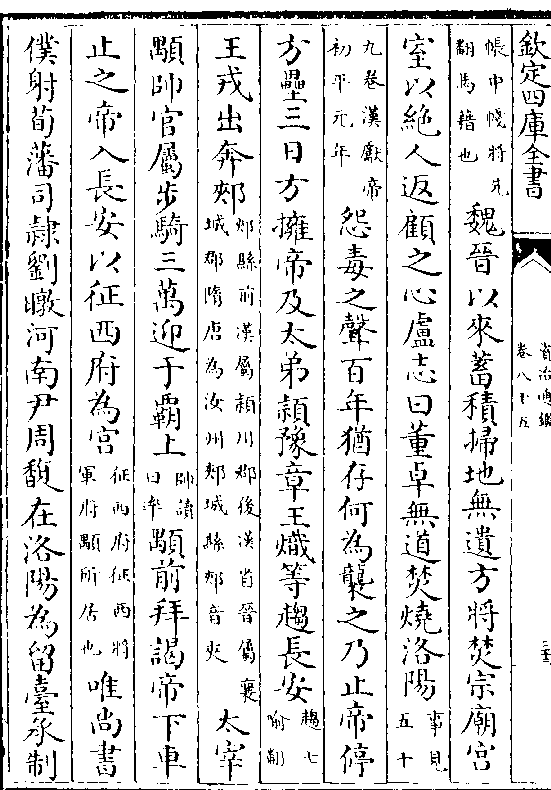 欽定四庫全書
資治通鑑
卷八十五
帳中帴將先翻馬藉也魏晉以來蓄積掃地無遺方將焚宗廟宮
室以絶人返顧之心盧志曰董卓無道焚燒洛陽事見五十
九卷漢獻帝初平元年怨毒之聲百年猶存何為襲之乃止帝停
方壘三日方擁帝及太弟頴豫章王熾等趨長安趨七喻翻
王戎出奔郟郟縣前漢屬潁川郡後漢省晉屬襄城郡隋唐為汝州郟城縣郟音夾太宰
顒帥官屬步騎三萬迎于霸上帥讀曰率顒前拜謁帝下車
止之帝入長安以征西府為宮征西府征西將軍府顒所居也唯尚書
僕射荀藩司隸劉暾河南尹周馥在洛陽為留臺承制